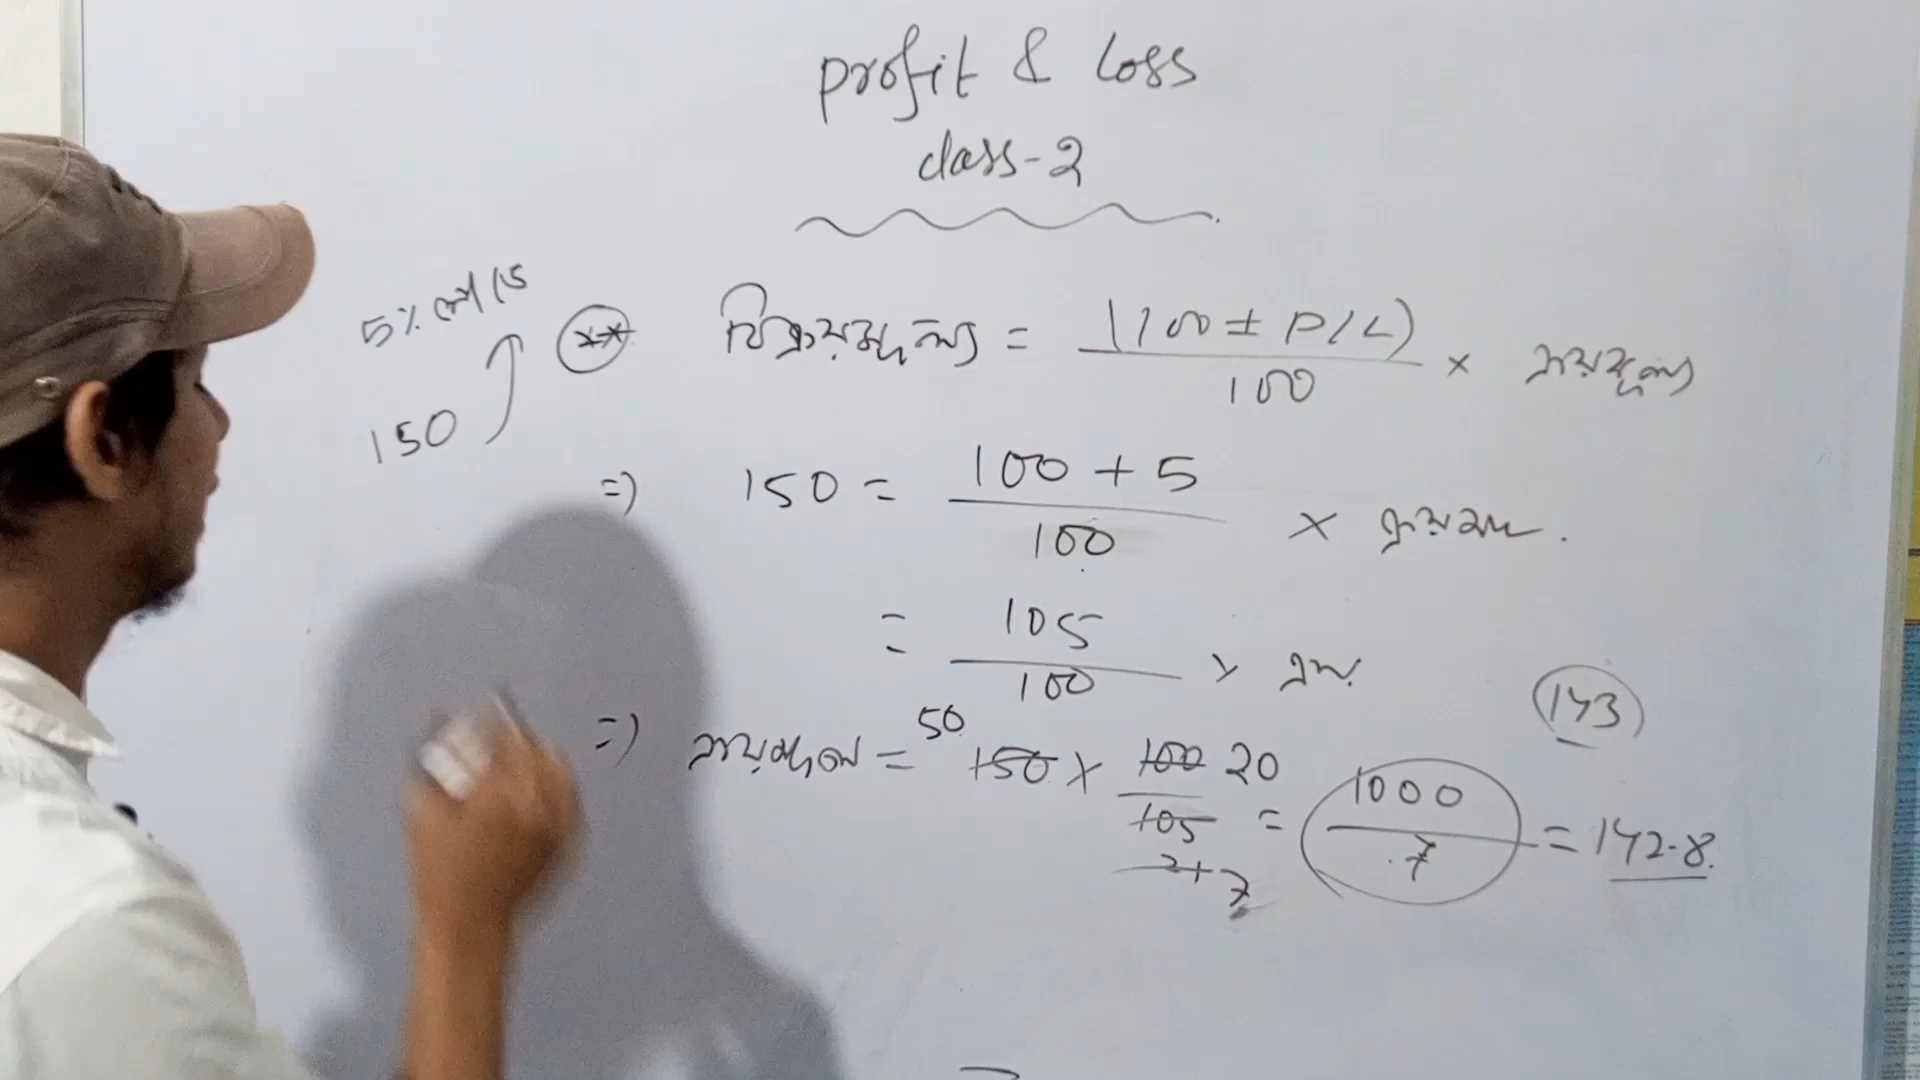 profit & Loss
class-2
5%
150
** বিক্রয়মূল্য = (100 ± P/L) / 100 × ক্রয়মূল্য
=) 150 = 100 + 5 / 100 × ক্রয়মূ .
= 105 / 100 ×
143
=) ক্রয়মূল্য = 50 150 × 100 20 / 105 21 7 = 1000 / 7 = 142.8.